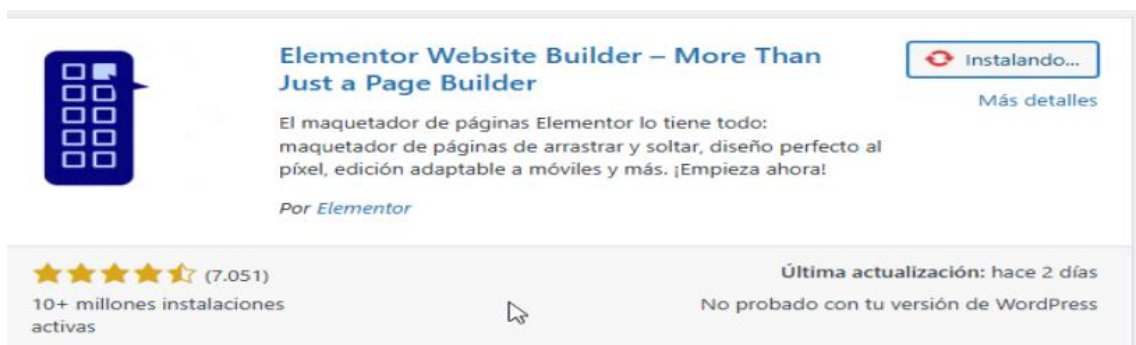 Elementor Website Builder – More Than
Just a Page Builder
Instalando...
Más detalles
El maquetador de páginas Elementor lo tiene todo:
maquetador de páginas de arrastrar y soltar, diseño perfecto al
píxel, edición adaptable a móviles y más. ¡Empieza ahora!
Por Elementor
(7.051)
10+ millones instalaciones
activas
Última actualización: hace 2 días
No probado con tu versión de WordPress